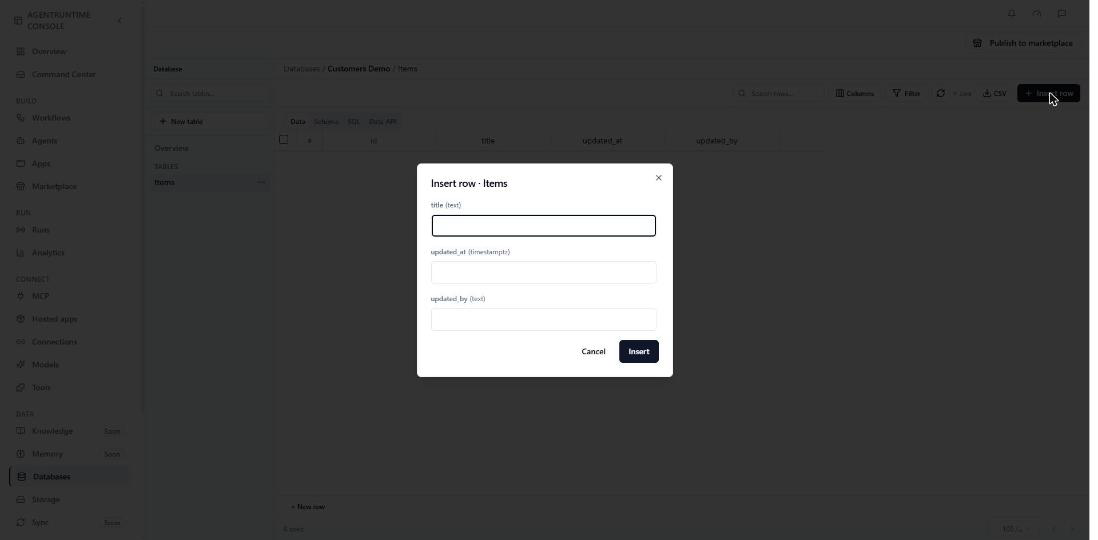 AGENTRUNTIME
CONSOLE
Overview
Command Center
BUILD
Workflows
Agents
Apps
Marketplace
RUN
Runs
Analytics
CONNECT
MCP
Hosted apps
Connections
Models
Tools
DATA
Knowledge Soon
Memory Soon
Databases
Storage
Sync Soon
Publish to marketplace
Database
Search tables...
+ New table
Overview
TABLES
Items ...
Databases / Customers Demo / Items
Search rows...
Columns
Filter
CSV
+ Insert row
Data Schema SQL Data API
# id title updated_at updated_by
Insert row · Items
title (text)
updated_at (timestamptz)
updated_by (text)
Cancel
Insert
+ New row